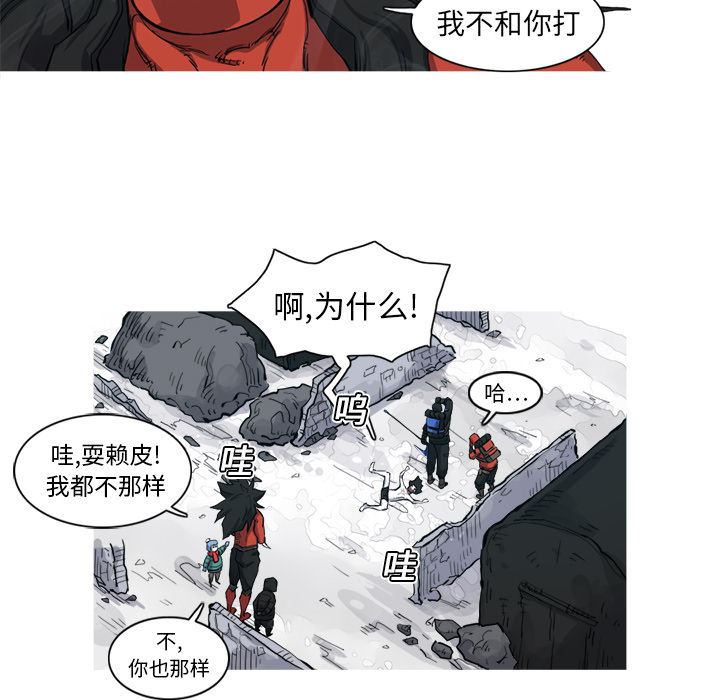 我不和你打
啊,为什么!
呜
哈...
哇,耍赖皮!
我都不那样
哇
哇
不,
你也那样